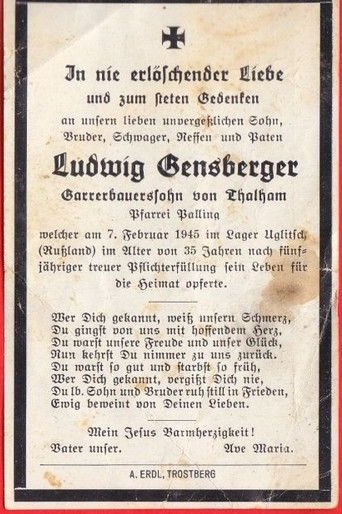 In nie erlöschender Liebe
und zum steten Gedenken
an unsern lieben unvergeßlichen Sohn,
Bruder, Schwager, Neffen und Paten
Ludwig Gensberger
Garrerbauerssohn von Thalham
Pfarrei Palling
welcher am 7. Februar 1945 im Lager Uglitsch,
(Rußland) im Alter von 35 Jahren nach fünf-
jähriger treuer Pflichterfüllung sein Leben für
die Heimat opferte.
Wer Dich gekannt, weiß unsern Schmerz,
Du gingst von uns mit hoffendem Herz,
Du warst unsere Freude und unser Glück,
Nun kehrst Du nimmer zu uns zurück.
Du warst so gut und starbst so früh,
Wer Dich gekannt, vergißt Dich nie,
Du lb. Sohn und Bruder ruh still in Frieden,
Ewig beweint von Deinen Lieben.
Mein Jesus Barmherzigkeit!
Vater unser. Ave Maria.
A. ERDL, TROSTBERG